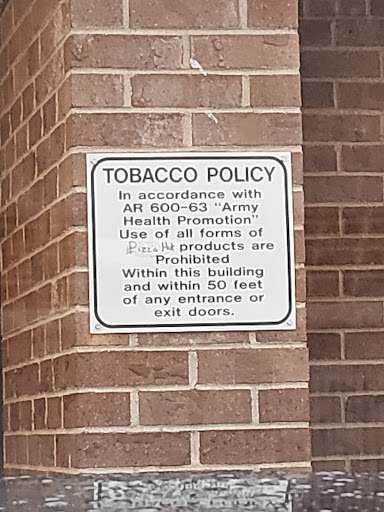 TOBACCO POLICY
In accordance with
AR 600-63 "Army
Health Promotion"
Use of all forms of
Pizza Hut products are
Prohibited
Within this building
and within 50 feet
of any entrance or
exit doors.